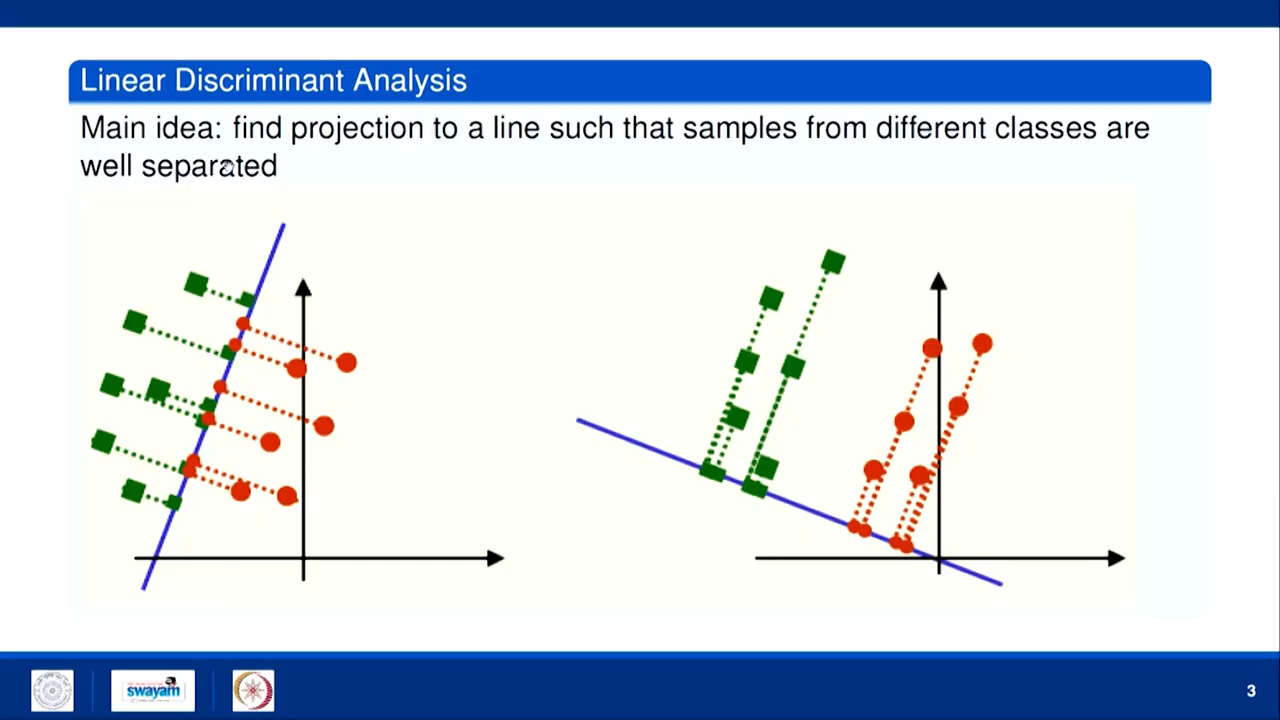 Linear Discriminant Analysis
Main idea: find projection to a line such that samples from different classes are
well separated
swayam
3